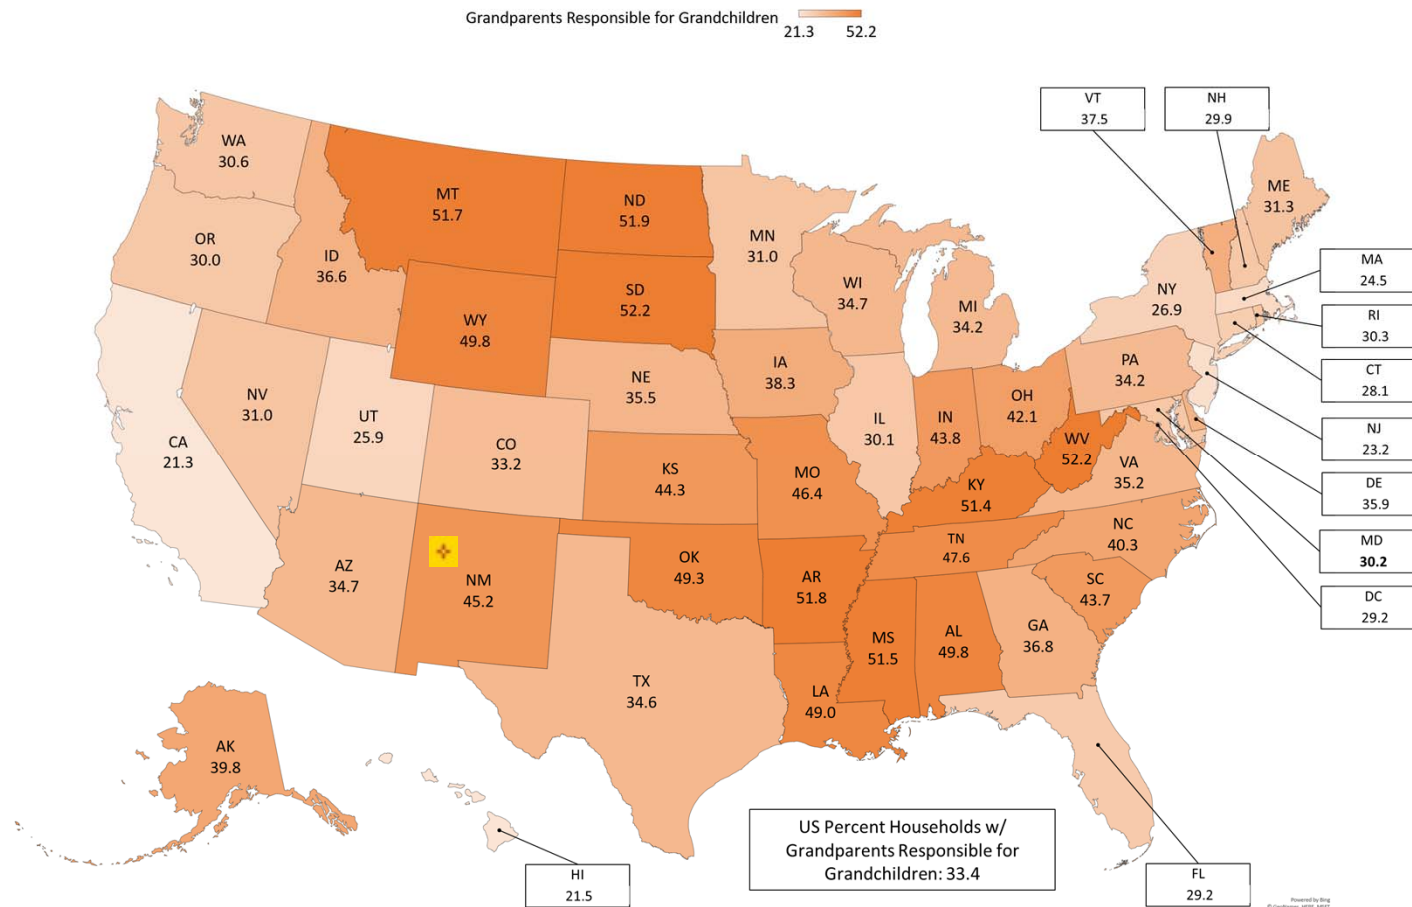 Grandparents Responsible for Grandchildren
21.3 52.2
VT
37.5
NH
29.9
WA
30.6
MT
51.7
ND
51.9
ME
31.3
OR
30.0
ID
36.6
MN
31.0
WI
34.7
MI
34.2
NY
26.9
MA
24.5
SD
52.2
WY
49.8
RI
30.3
IA
38.3
PA
34.2
CT
28.1
NE
35.5
NV
31.0
UT
25.9
CO
33.2
IL
30.1
IN
43.8
OH
42.1
NJ
23.2
CA
21.3
WV
52.2
VA
35.2
KS
44.3
MO
46.4
KY
51.4
DE
35.9
NC
40.3
TN
47.6
MD
30.2
AZ
34.7
NM
45.2
OK
49.3
AR
51.8
SC
43.7
DC
29.2
MS
51.5
AL
49.8
GA
36.8
TX
34.6
LA
49.0
AK
39.8
US Percent Households w/
Grandparents Responsible for
Grandchildren: 33.4
HI
21.5
FL
29.2
Powered by Bing